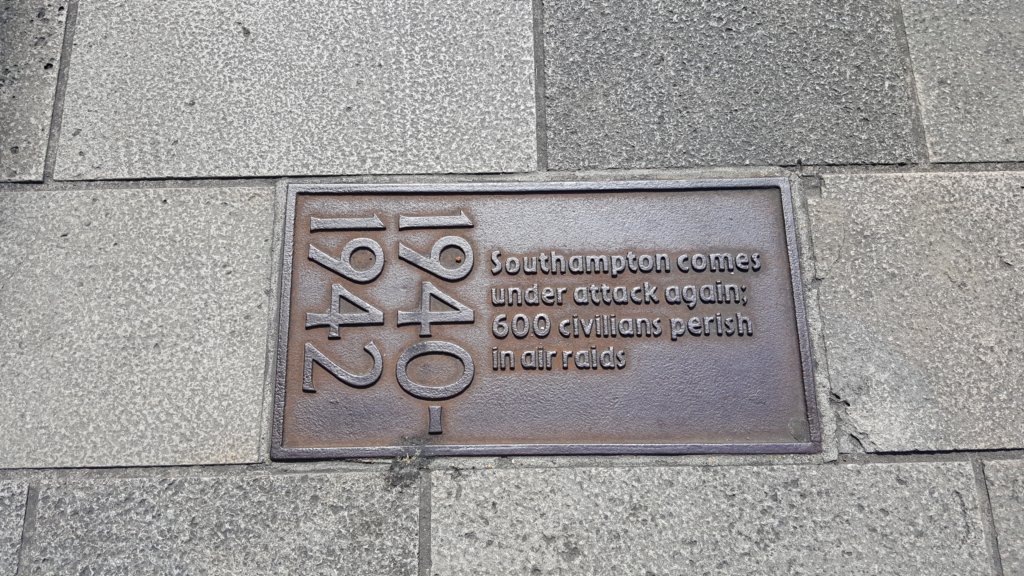 1940-
1942
Southampton comes
under attack again;
600 civilians perish
in air raids